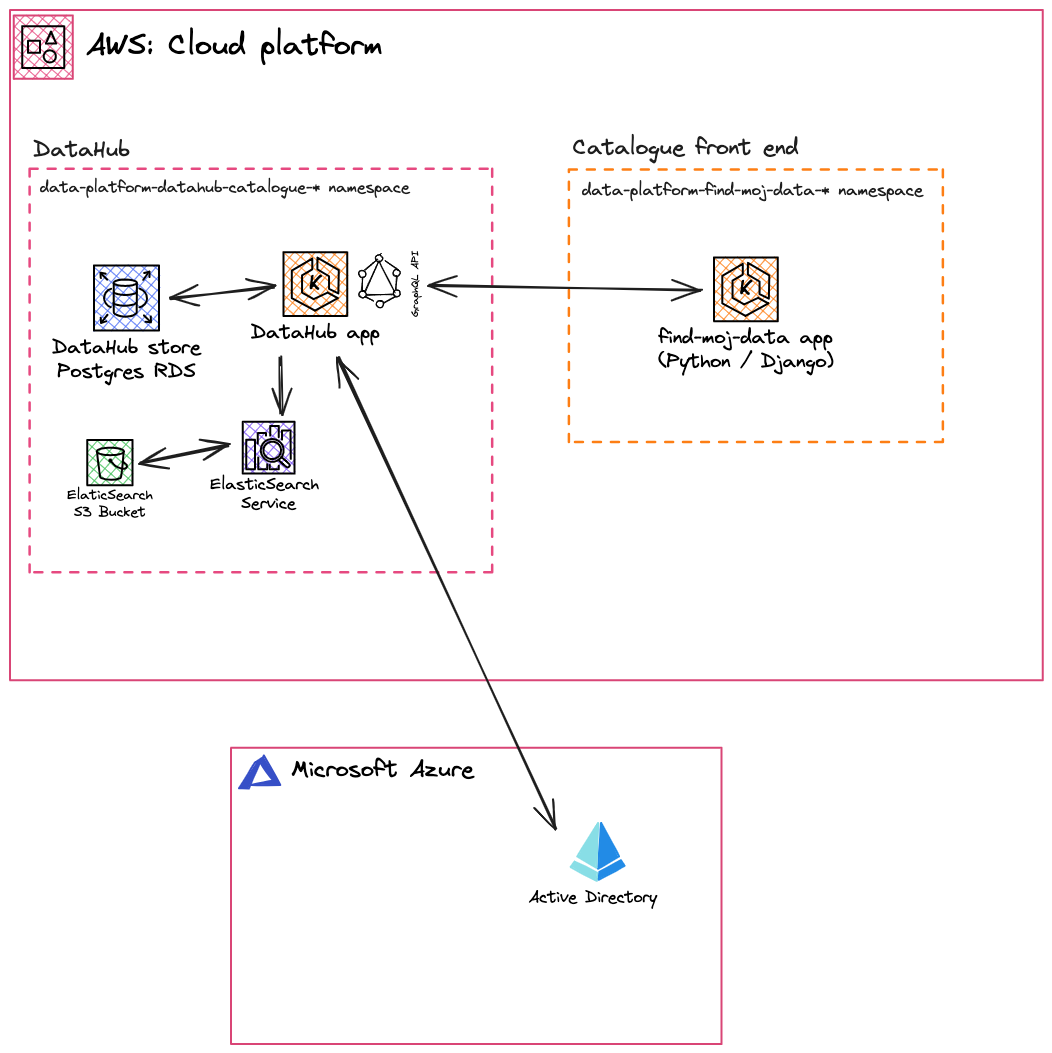 AWS: Cloud platform
DataHub
data-platform-datahub-catalogue-* namespace
DataHub store
Postgres RDS
K
DataHub app
GraphQL API
ElaticSearch
S3 Bucket
ElasticSearch
Service
Catalogue front end
data-platform-find-moj-data-* namespace
K
find-moj-data app
(Python / Django)
Microsoft Azure
Active Directory